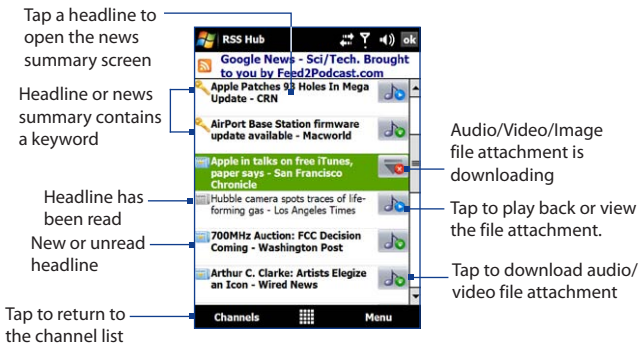 Tap a headline to
open the news
summary screen
Headline or news
summary contains
a keyword
Headline has
been read
New or unread
headline
Tap to return to
the channel list
RSS Hub
ok
Google News - Sci/Tech. Brought
to you by Feed2Podcast.com
Apple Patches 93 Holes In Mega
Update - CRN
AirPort Base Station firmware
update available - Macworld
Apple in talks on free iTunes,
paper says - San Francisco
Chronicle
Hubble camera spots traces of life-
forming gas - Los Angeles Times
700MHz Auction: FCC Decision
Coming - Washington Post
Arthur C. Clarke: Artists Elegize
an Icon - Wired News
Channels
Menu
Audio/Video/Image
file attachment is
downloading
Tap to play back or view
the file attachment.
Tap to download audio/
video file attachment